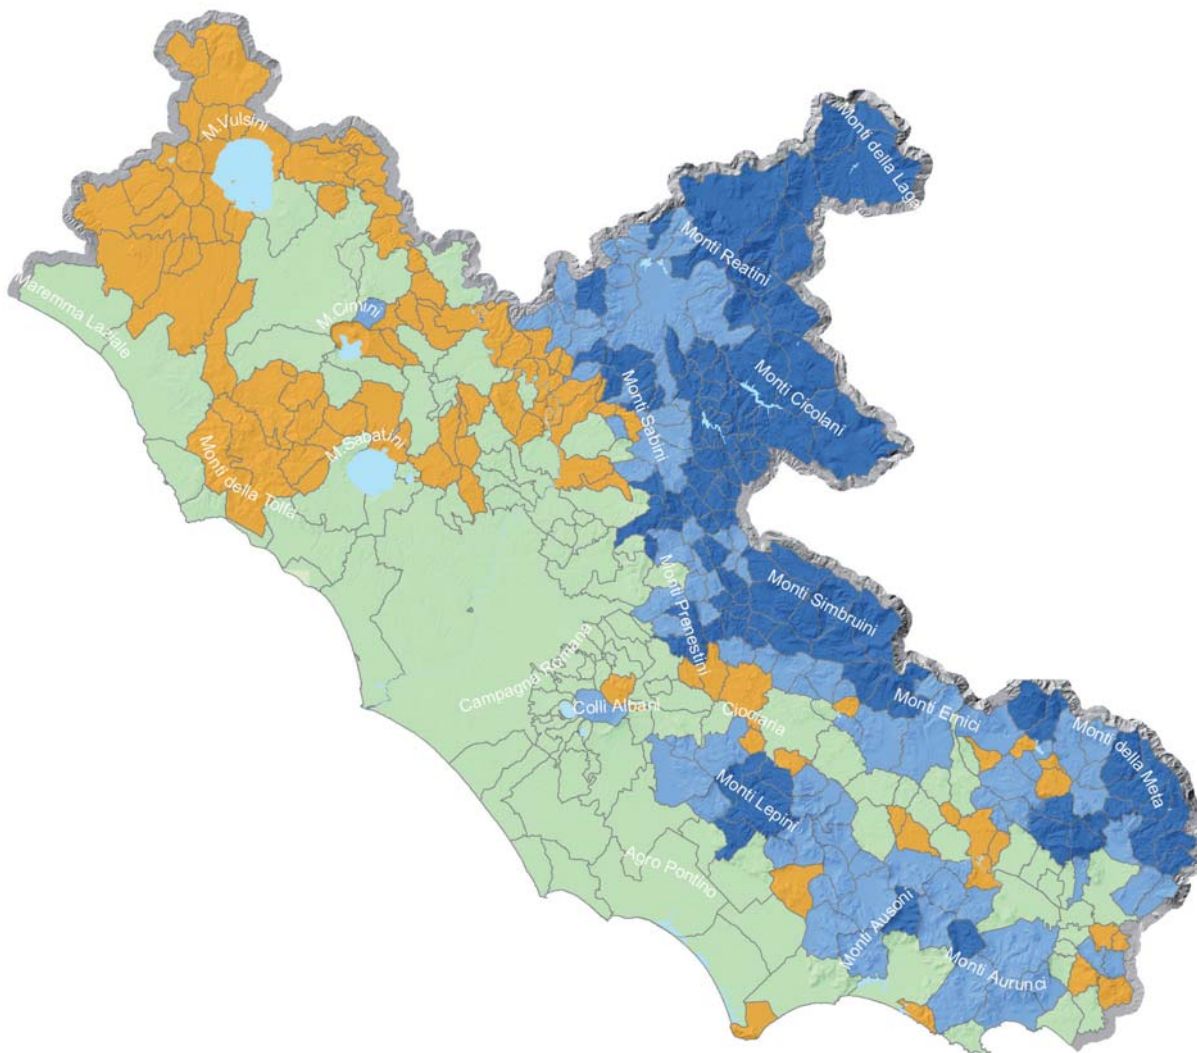 M.Vulsini
Monti della Laga
Monti Reatini
Maremma Laziale
M.Cimini
Monti Sabini
Monti Cicolani
M.Sabatini
Monti della Tolfa
Monti Prenestini
Monti Simbruini
Campagna Romana
Colli Albani
Ciociaria
Monti Ernici
Monti della Meta
Monti Lepini
Agro Pontino
Monti Ausoni
Monti Aurunci